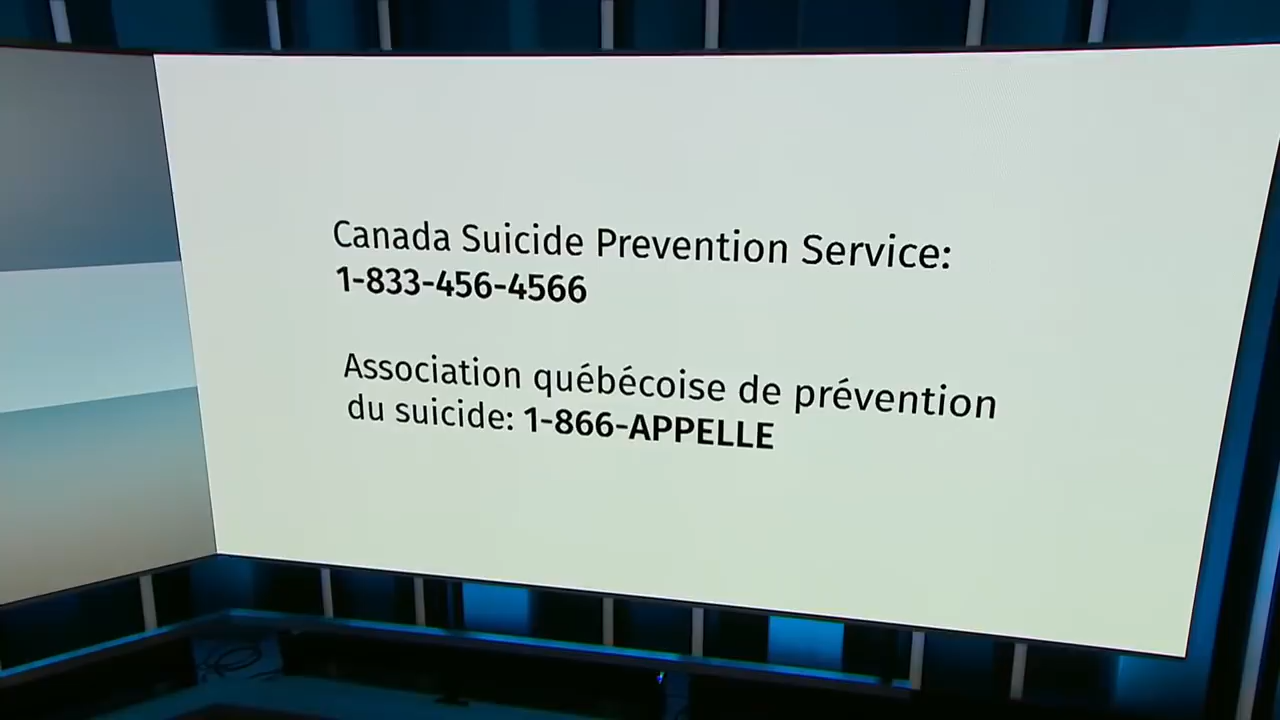 Canada Suicide Prevention Service:
1-833-456-4566
Association québécoise de prévention
du suicide: 1-866-APPELLE